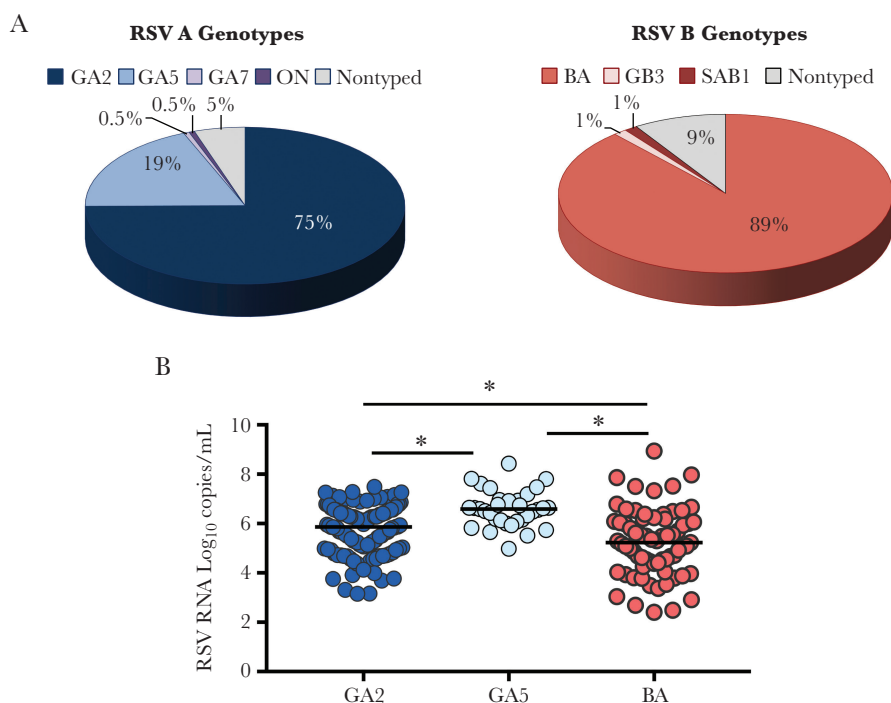 A
RSV A Genotypes
GA2 GA5 GA7 ON Nontyped
0.5%
0.5%
5%
19%
75%
RSV B Genotypes
BA GB3 SAB1 Nontyped
1%
1%
9%
89%
B
RSV RNA Log₁₀ copies/mL
10
8
6
4
2
0
*
*
*
GA2 GA5 BA